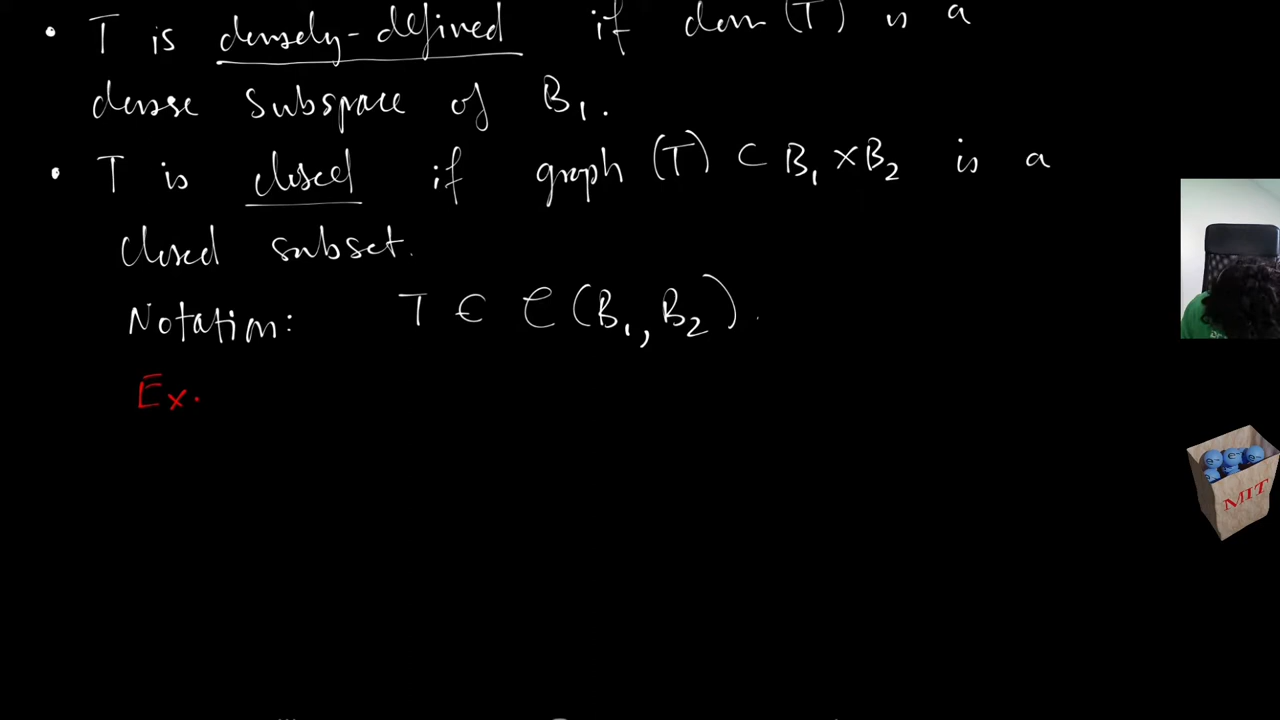 • T is densely-defined if dom (T) is a
dense subspace of B₁.
• T is closed if graph (T) ⊂ B₁ × B₂ is a
closed subset.
Notation: T ∈ C(B₁, B₂).
Ex.
e⁻ e⁻ e⁻
MIT